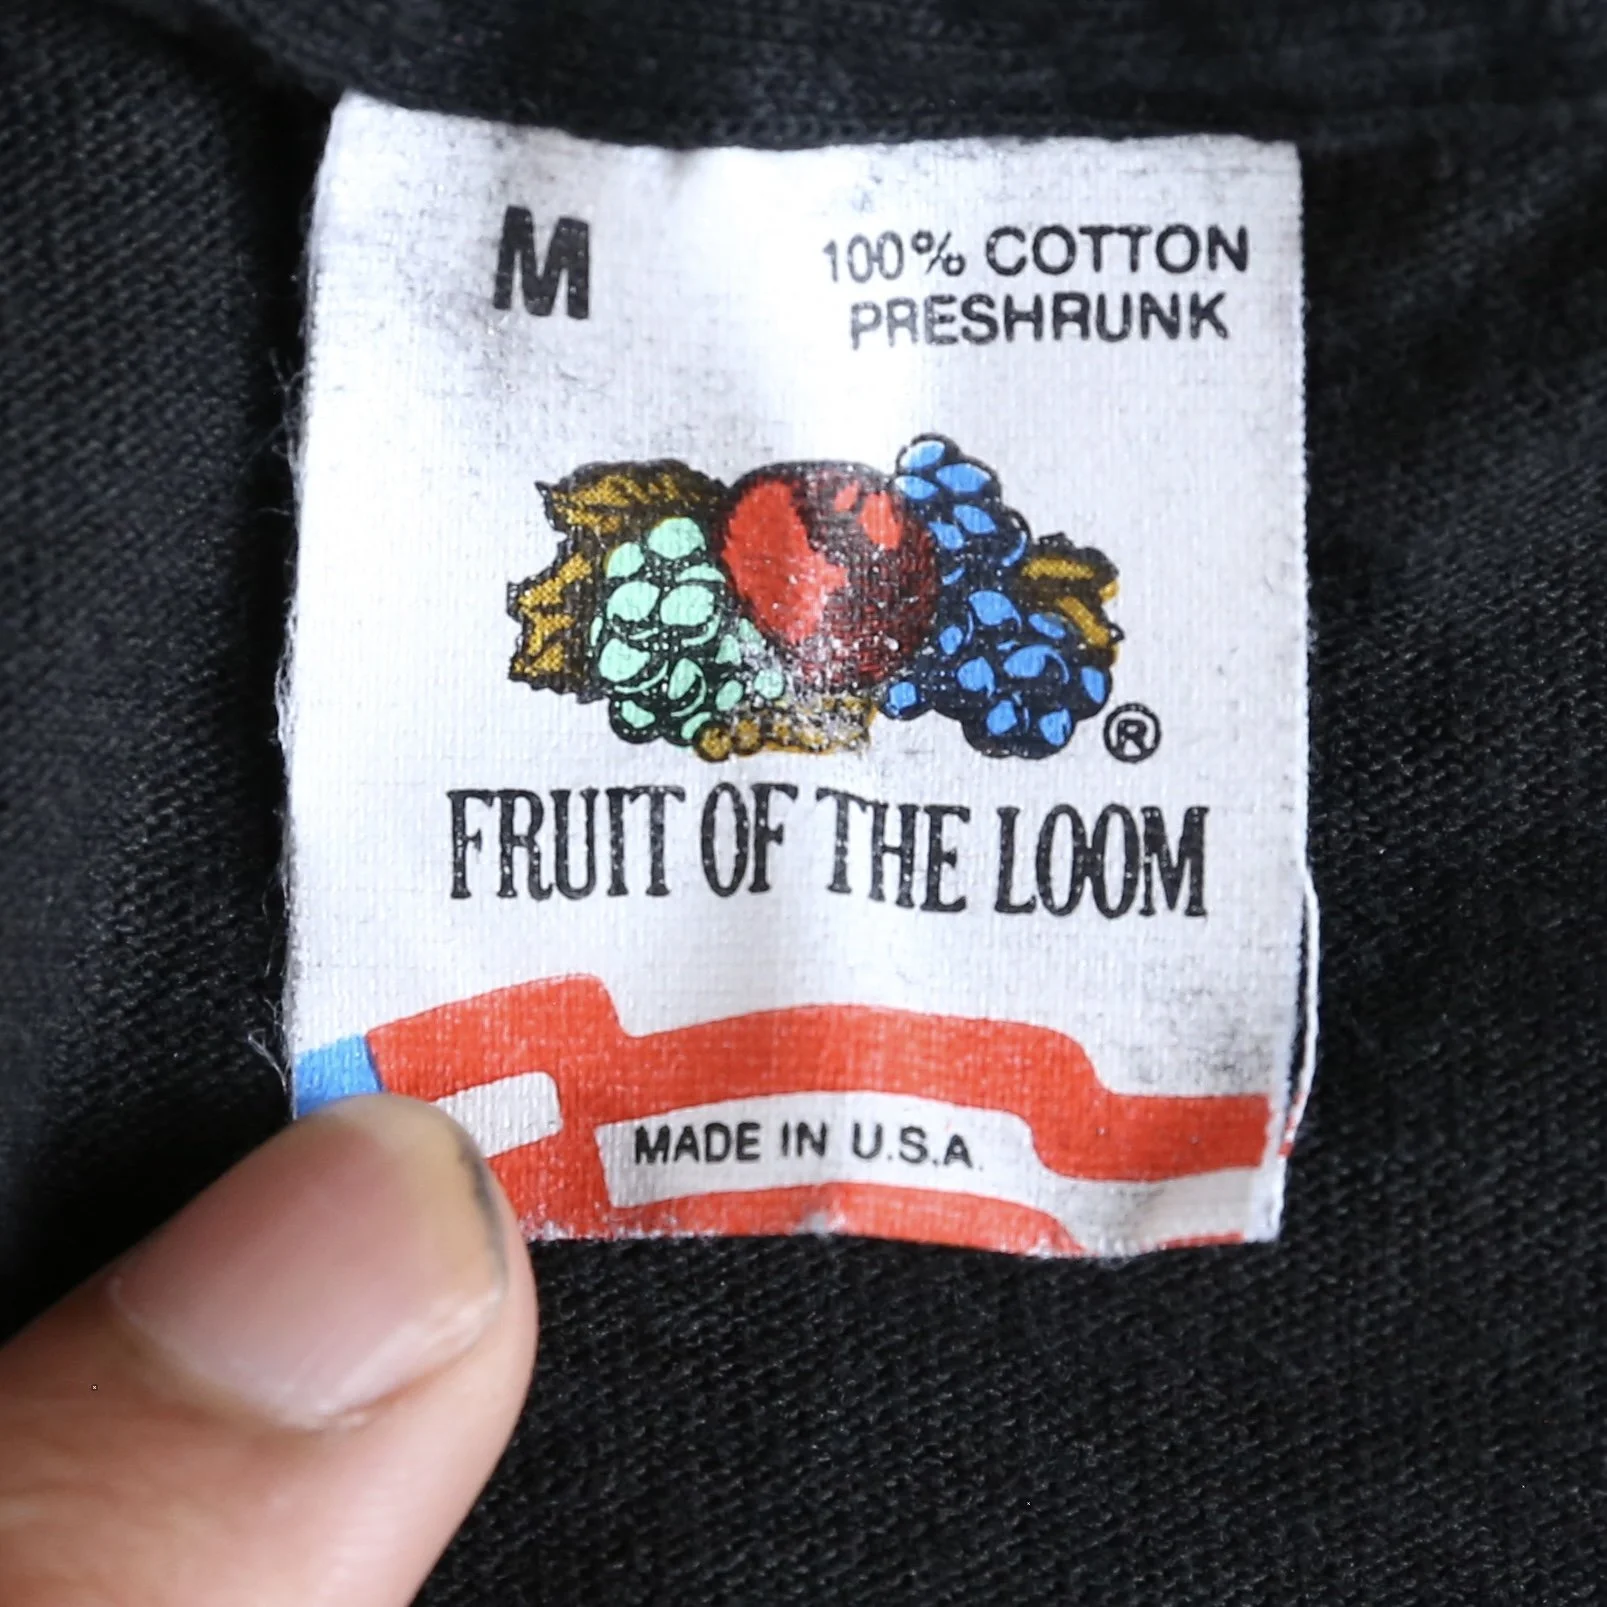 M
100% COTTON
PRESHRUNK
®
FRUIT OF THE LOOM
MADE IN U.S.A.